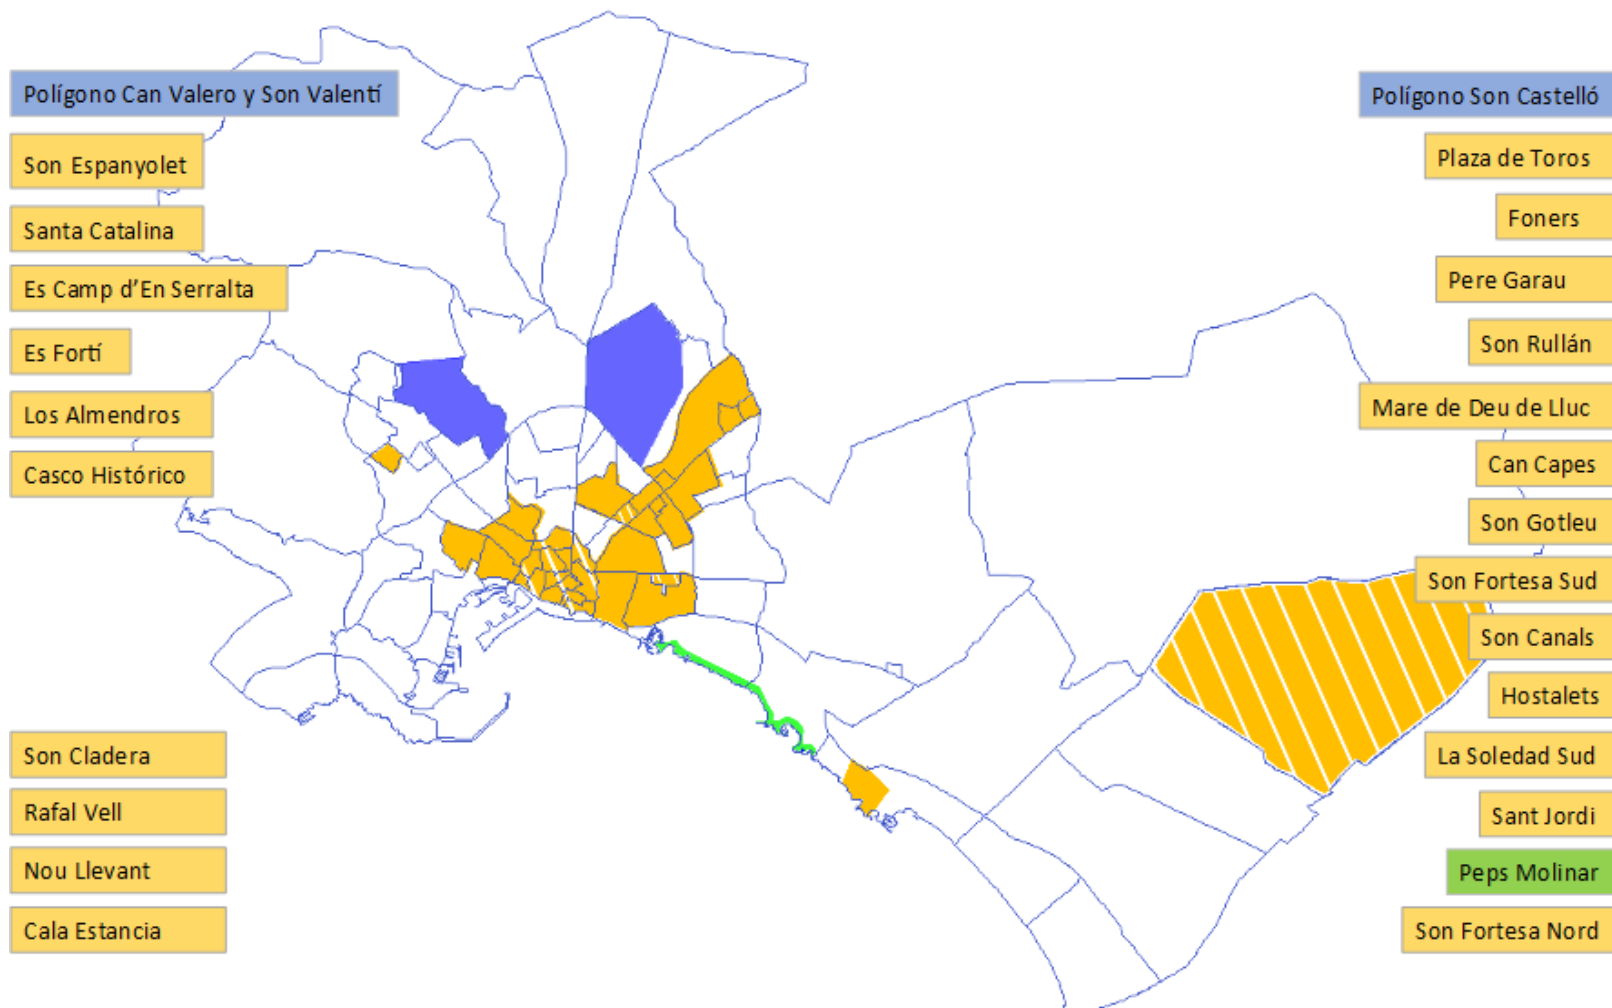 Polígono Can Valero y Son Valentí
Son Espanyolet
Santa Catalina
Es Camp d'En Serralta
Es Fortí
Los Almendros
Casco Histórico
Son Cladera
Rafal Vell
Nou Llevant
Cala Estancia
Polígono Son Castelló
Plaza de Toros
Foners
Pere Garau
Son Rullán
Mare de Deu de Lluc
Can Capes
Son Gotleu
Son Fortesa Sud
Son Canals
Hostalets
La Soledad Sud
Sant Jordi
Peps Molinar
Son Fortesa Nord